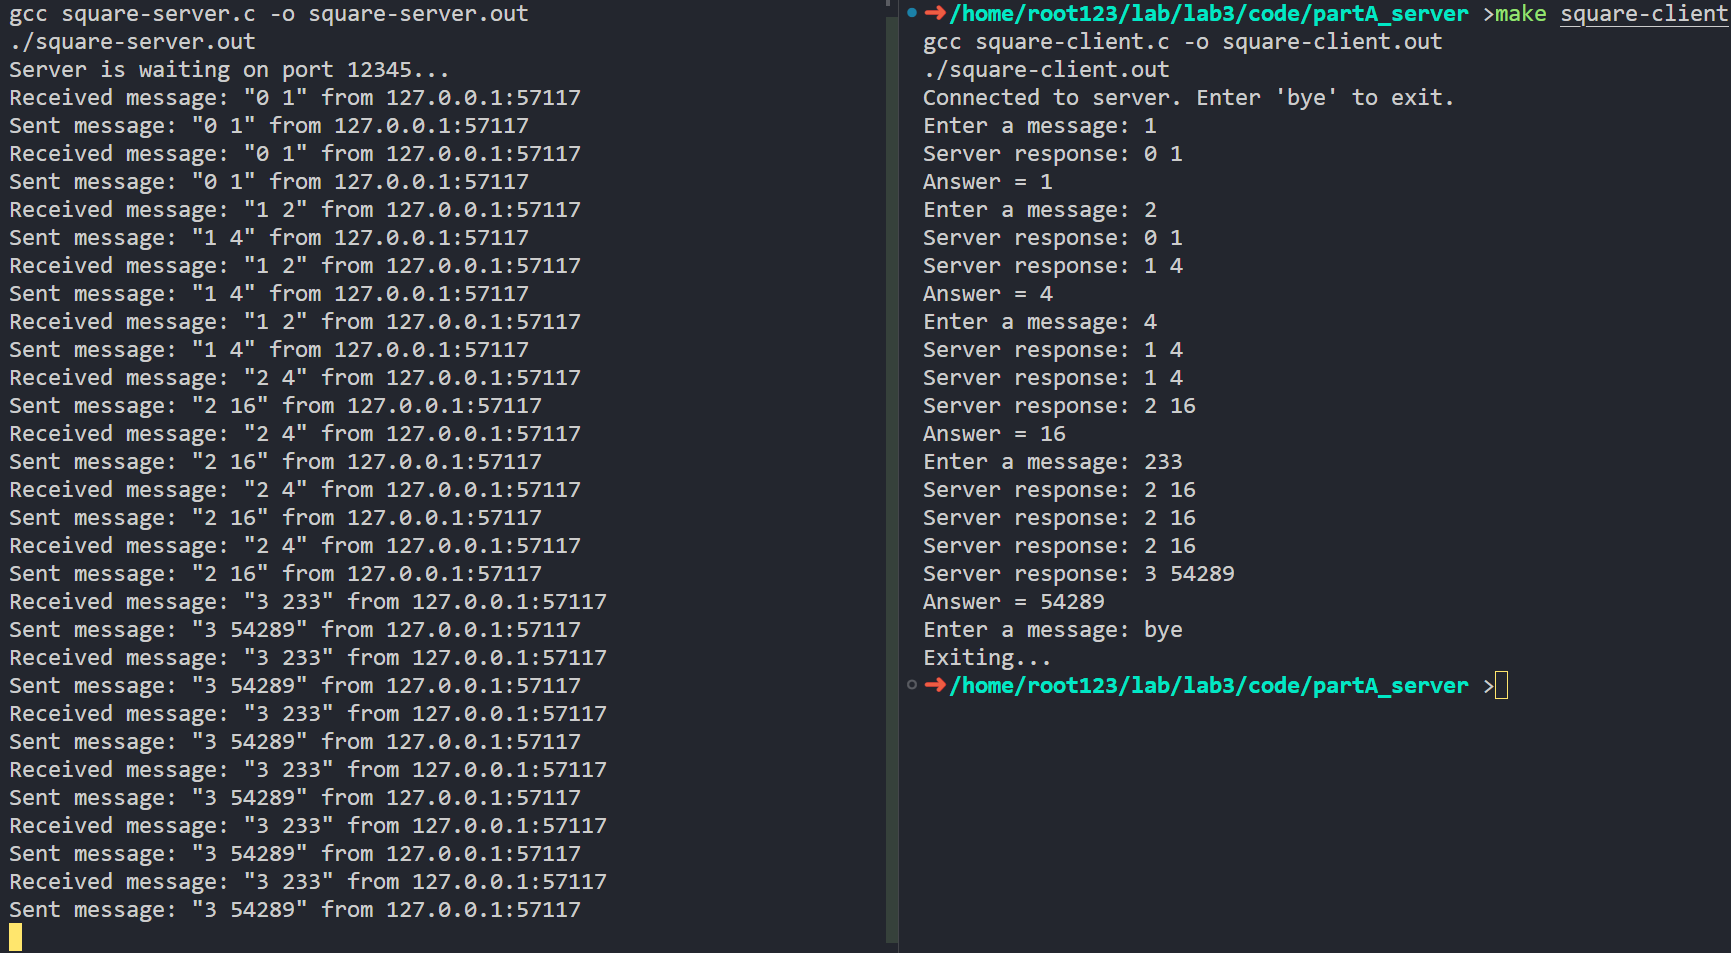 gcc square-server.c -o square-server.out
./square-server.out
Server is waiting on port 12345...
Received message: "0 1" from 127.0.0.1:57117
Sent message: "0 1" from 127.0.0.1:57117
Received message: "0 1" from 127.0.0.1:57117
Sent message: "0 1" from 127.0.0.1:57117
Received message: "1 2" from 127.0.0.1:57117
Sent message: "1 4" from 127.0.0.1:57117
Received message: "1 2" from 127.0.0.1:57117
Sent message: "1 4" from 127.0.0.1:57117
Received message: "1 2" from 127.0.0.1:57117
Sent message: "1 4" from 127.0.0.1:57117
Received message: "2 4" from 127.0.0.1:57117
Sent message: "2 16" from 127.0.0.1:57117
Received message: "2 4" from 127.0.0.1:57117
Sent message: "2 16" from 127.0.0.1:57117
Received message: "2 4" from 127.0.0.1:57117
Sent message: "2 16" from 127.0.0.1:57117
Received message: "2 4" from 127.0.0.1:57117
Sent message: "2 16" from 127.0.0.1:57117
Received message: "3 233" from 127.0.0.1:57117
Sent message: "3 54289" from 127.0.0.1:57117
Received message: "3 233" from 127.0.0.1:57117
Sent message: "3 54289" from 127.0.0.1:57117
Received message: "3 233" from 127.0.0.1:57117
Sent message: "3 54289" from 127.0.0.1:57117
Received message: "3 233" from 127.0.0.1:57117
Sent message: "3 54289" from 127.0.0.1:57117
Received message: "3 233" from 127.0.0.1:57117
Sent message: "3 54289" from 127.0.0.1:57117
Received message: "3 233" from 127.0.0.1:57117
Sent message: "3 54289" from 127.0.0.1:57117
➜/home/root123/lab/lab3/code/partA_server >make square-client
gcc square-client.c -o square-client.out
./square-client.out
Connected to server. Enter 'bye' to exit.
Enter a message: 1
Server response: 0 1
Answer = 1
Enter a message: 2
Server response: 0 1
Server response: 1 4
Answer = 4
Enter a message: 4
Server response: 1 4
Server response: 1 4
Server response: 2 16
Answer = 16
Enter a message: 233
Server response: 2 16
Server response: 2 16
Server response: 2 16
Server response: 3 54289
Answer = 54289
Enter a message: bye
Exiting...
➜/home/root123/lab/lab3/code/partA_server >